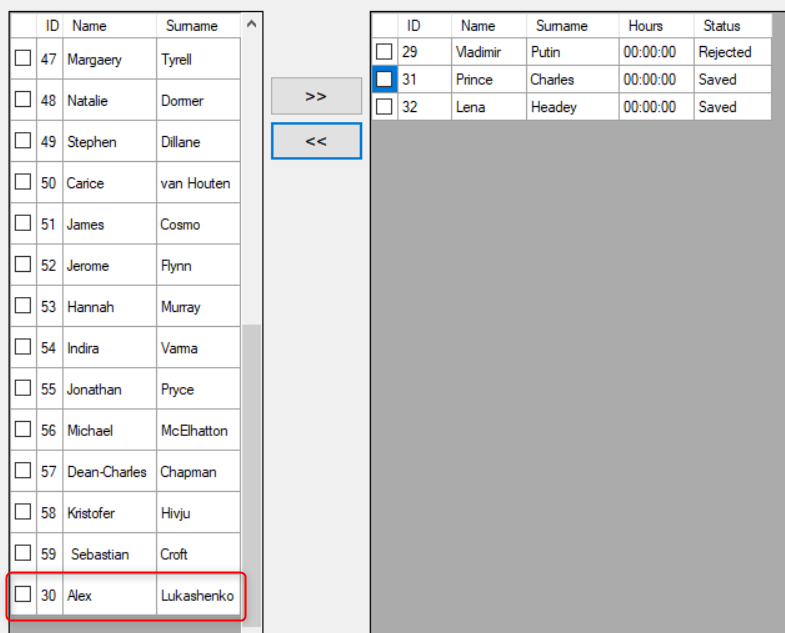 ID Name Surname
47 Margaery Tyrell
48 Natalie Dormer
49 Stephen Dillane
50 Carice van Houten
51 James Cosmo
52 Jerome Flynn
53 Hannah Murray
54 Indira Varma
55 Jonathan Pryce
56 Michael McElhatton
57 Dean-Charles Chapman
58 Kristofer Hivju
59 Sebastian Croft
30 Alex Lukashenko
>>
<<
ID Name Surname Hours Status
29 Vladimir Putin 00:00:00 Rejected
31 Prince Charles 00:00:00 Saved
32 Lena Headey 00:00:00 Saved